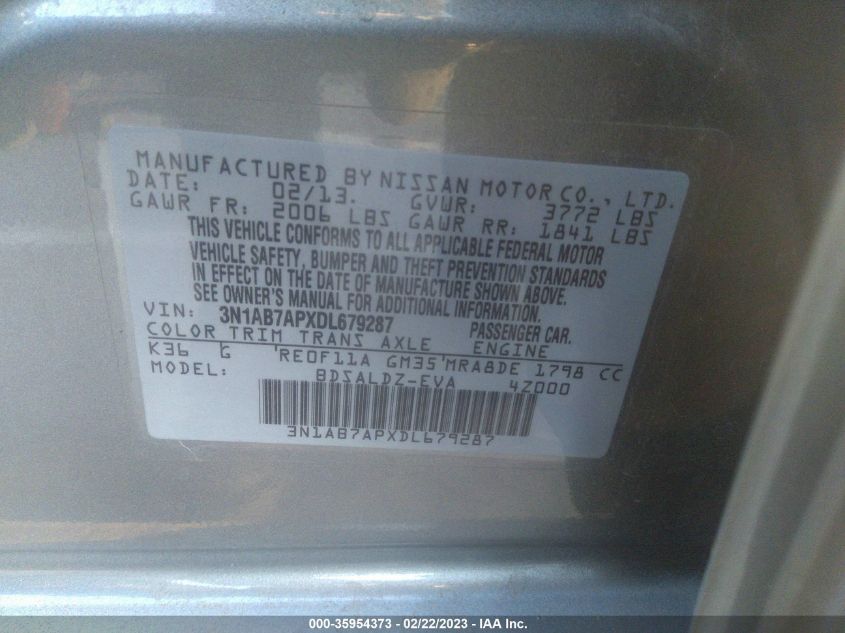 MANUFACTURED BY NISSAN MOTOR CO., LTD.
DATE: 02/13. GVWR: 3772 LBS
GAWR FR: 2006 LBS GAWR RR: 1841 LBS
THIS VEHICLE CONFORMS TO ALL APPLICABLE FEDERAL MOTOR
VEHICLE SAFETY, BUMPER AND THEFT PREVENTION STANDARDS
IN EFFECT ON THE DATE OF MANUFACTURE SHOWN ABOVE.
SEE OWNER'S MANUAL FOR ADDITIONAL INFORMATION.
VIN: 3N1AB7APXDL679287 PASSENGER CAR.
COLOR TRIM TRANS AXLE ENGINE
K36 G 'RE0F11A GM35'MRA8DE 1798 CC
MODEL: BDSALDZ-EVA 4Z000
3N1AB7APXDL679287
000-35954373 - 02/22/2023 - IAA Inc.